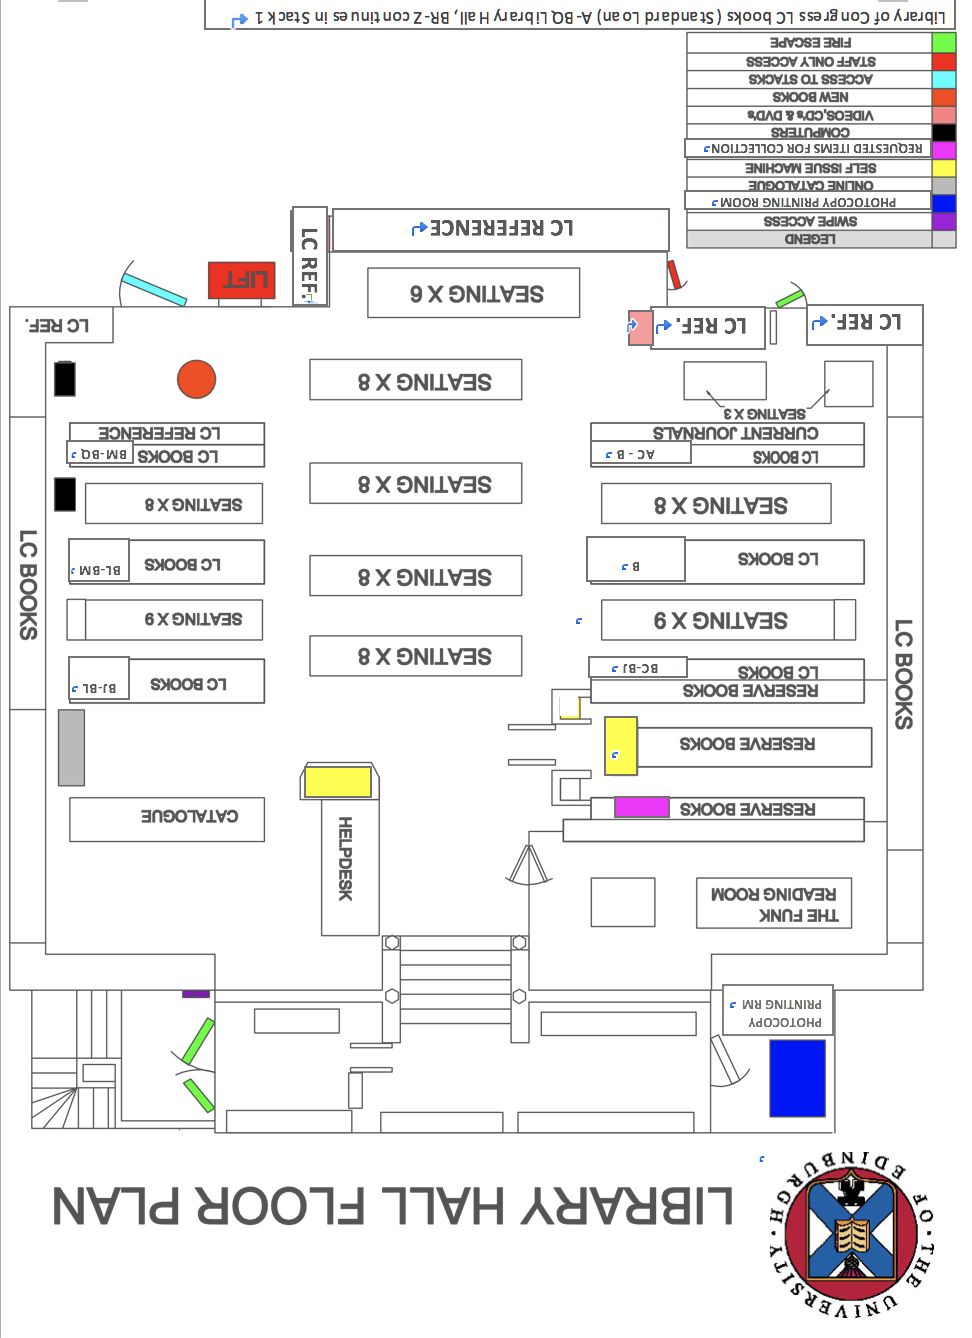 THE UNIVERSITY · OF EDINBURGH ·
LIBRARY HALL FLOOR PLAN
PHOTOCOPY
PRINTING RM
THE FUNK
READING ROOM
HELPDESK
RESERVE BOOKS
CATALOGUE
RESERVE BOOKS
RESERVE BOOKS
LC BOOKS
BC-BJ
LC BOOKS
BJ-BL
LC BOOKS
LC BOOKS
SEATING X 8
SEATING X 9
SEATING X 9
SEATING X 8
LC BOOKS
B
LC BOOKS
BL-BM
SEATING X 8
SEATING X 8
SEATING X 8
LC BOOKS
AC - B
LC BOOKS
BM-BQ
CURRENT JOURNALS
LC REFERENCE
SEATING X 3
SEATING X 8
LC REF.
LC REF.
LC REF.
SEATING X 6
LIFT
LC REF.
LC REFERENCE
LEGEND
SWIPE ACCESS
PHOTOCOPY PRINTING ROOM
ONLINE CATALOGUE
SELF ISSUE MACHINE
REQUESTED ITEMS FOR COLLECTION
COMPUTERS
VIDEOS,CD's & DVD's
NEW BOOKS
ACCESS TO STACKS
STAFF ONLY ACCESS
FIRE ESCAPE
Library of Congress LC books (Standard Loan) A-BQ Library Hall, BR-Z continues in Stack 1